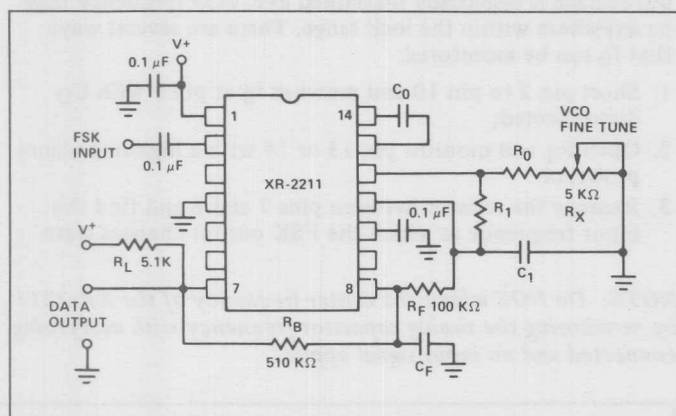 V+
0.1 µF
1
14
C0
FSK
INPUT
0.1 µF
XR-2211
VCO
FINE TUNE
R0
5 KΩ
RX
0.1 µF
R1
C1
V+
RL 5.1K
7
8
RF 100 KΩ
DATA
OUTPUT
RB
510 KΩ
CF